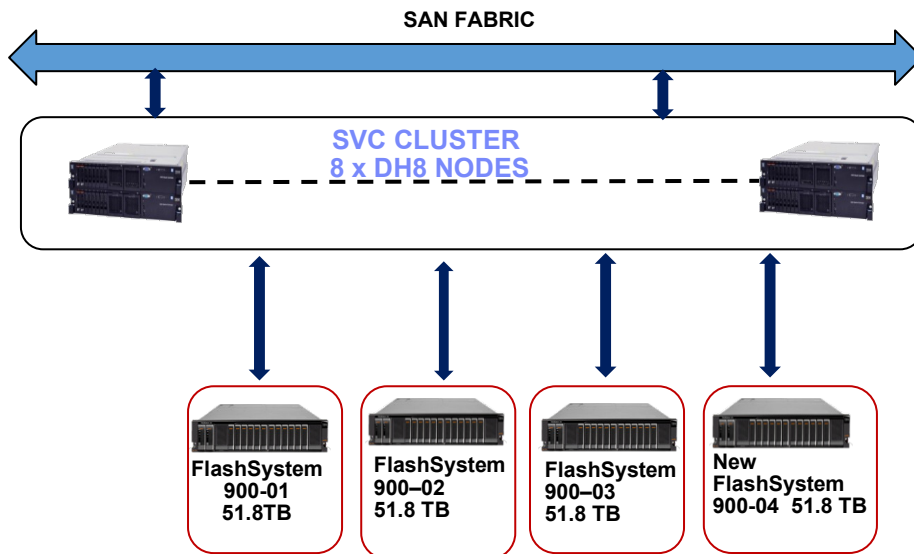 SAN FABRIC
SVC CLUSTER
8 x DH8 NODES
FlashSystem
900-01
51.8TB
FlashSystem
900–02
51.8 TB
FlashSystem
900–03
51.8 TB
New
FlashSystem
900-04 51.8 TB